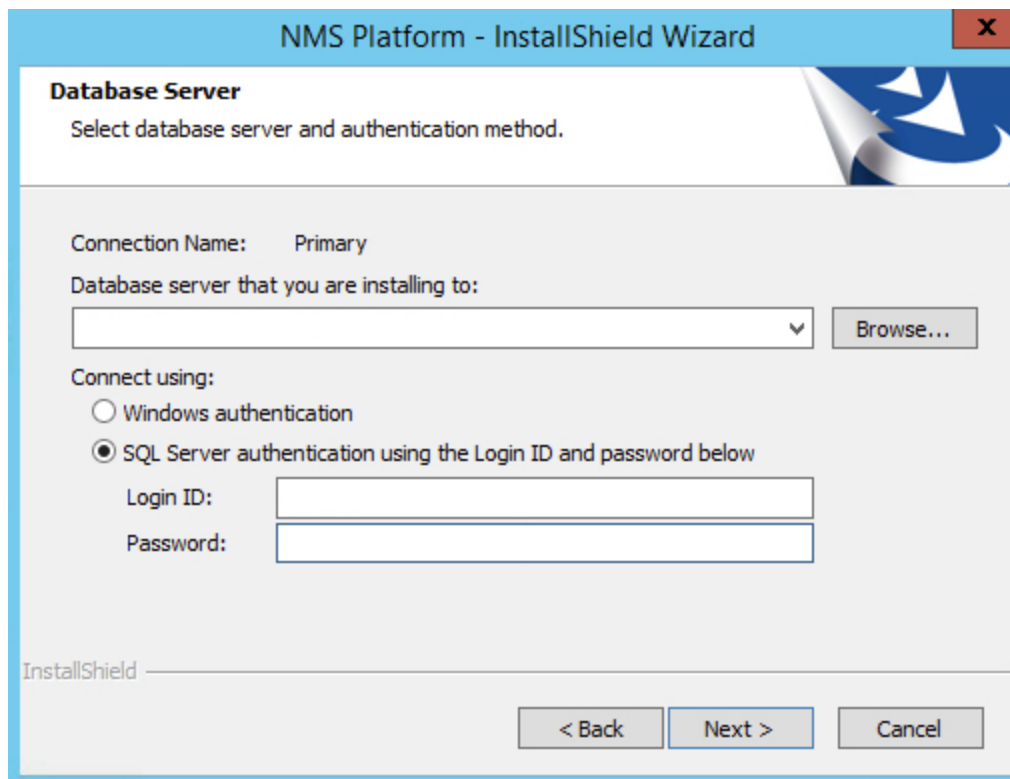 NMS Platform - InstallShield Wizard
x
Database Server
Select database server and authentication method.
Connection Name: Primary
Database server that you are installing to:
Browse...
Connect using:
Windows authentication
SQL Server authentication using the Login ID and password below
Login ID:
Password:
InstallShield
< Back Next > Cancel